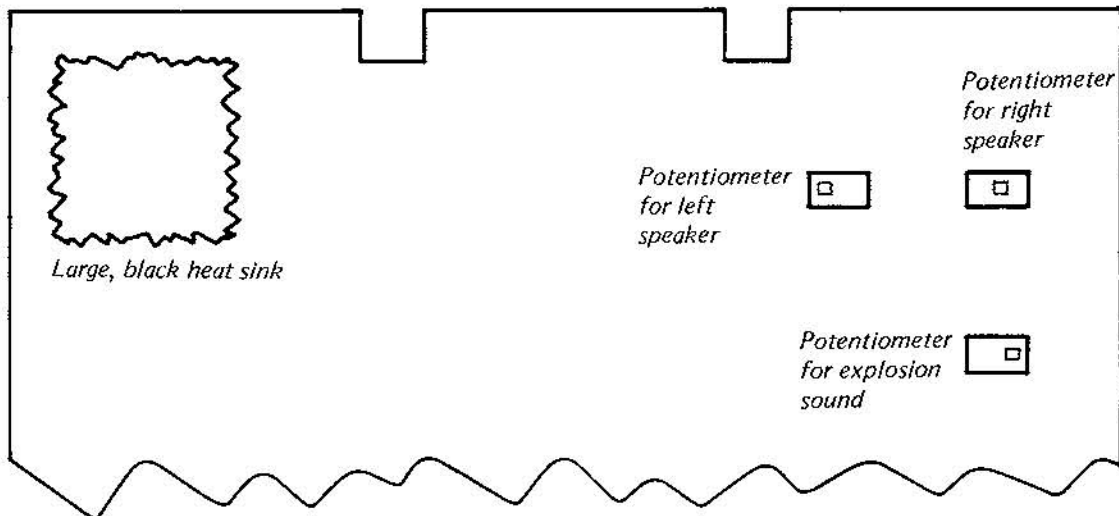 Potentiometer
for right
speaker
Potentiometer
for left
speaker
Large, black heat sink
Potentiometer
for explosion
sound